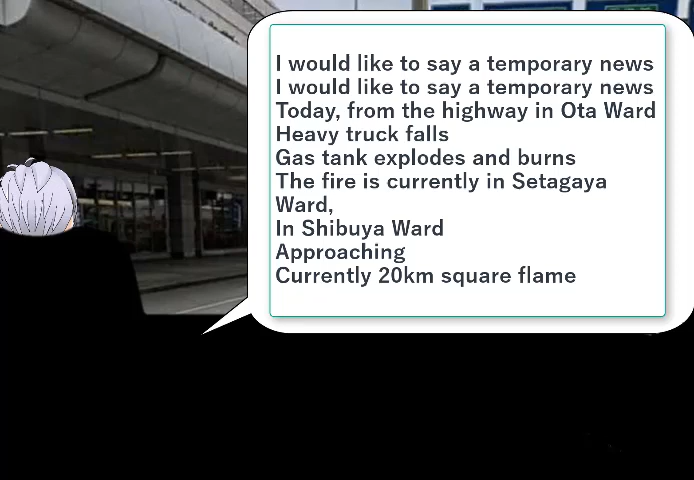 I would like to say a temporary news
I would like to say a temporary news
Today, from the highway in Ota Ward
Heavy truck falls
Gas tank explodes and burns
The fire is currently in Setagaya
Ward,
In Shibuya Ward
Approaching
Currently 20km square flame